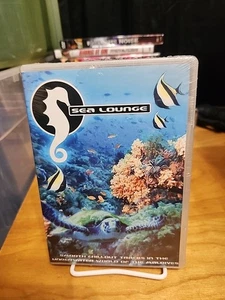 SEA LOUNGE
SMOOTH CHILLOUT TRACKS IN THE
UNDERWATER WORLD OF THE MALDIVES